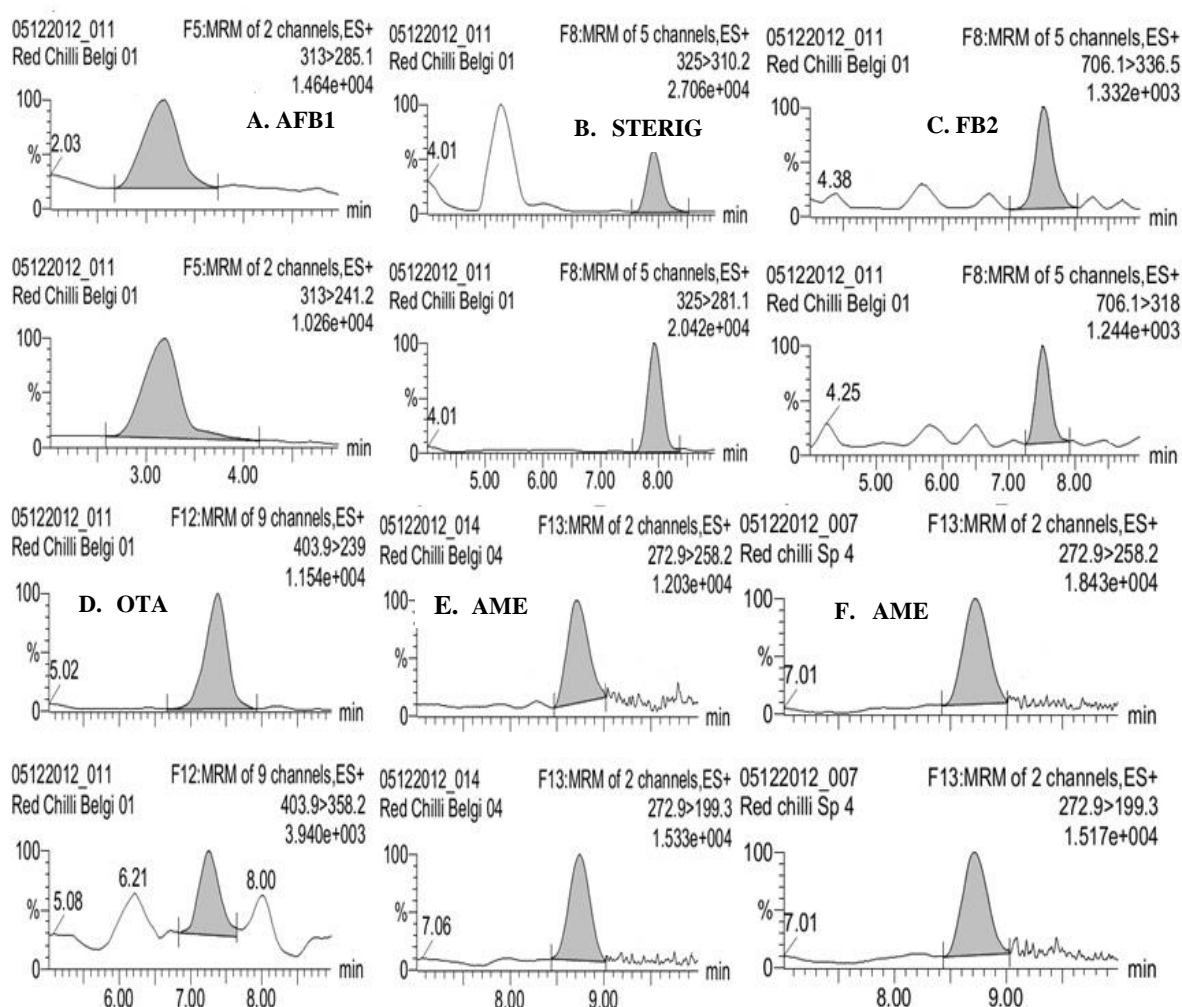 05122012_011 F5:MRM of 2 channels,ES+
Red Chilli Belgi 01 313>285.1
1.464e+004
100
A. AFB1
2.03
%
0
min
05122012_011 F8:MRM of 5 channels,ES+
Red Chilli Belgi 01 325>310.2
2.706e+004
100
B. STERIG
4.01
%
0
min
05122012_011 F8:MRM of 5 channels,ES+
Red Chilli Belgi 01 706.1>336.5
1.332e+003
100
C. FB2
4.38
%
0
min
05122012_011 F5:MRM of 2 channels,ES+
Red Chilli Belgi 01 313>241.2
1.026e+004
100
%
0
min
3.00 4.00
05122012_011 F8:MRM of 5 channels,ES+
Red Chilli Belgi 01 325>281.1
2.042e+004
100
%
4.01
0
min
5.00 6.00 7.00 8.00
05122012_011 F8:MRM of 5 channels,ES+
Red Chilli Belgi 01 706.1>318
1.244e+003
100
%
4.25
0
min
5.00 6.00 7.00 8.00
05122012_011 F12:MRM of 9 channels,ES+
Red Chilli Belgi 01 403.9>239
1.154e+004
100
D. OTA
%
5.02
0
min
05122012_014 F13:MRM of 2 channels,ES+
Red Chilli Belgi 04 272.9>258.2
1.203e+004
100
E. AME
%
0
min
05122012_007 F13:MRM of 2 channels,ES+
Red chilli Sp 4 272.9>258.2
1.843e+004
100
F. AME
%
7.01
0
min
05122012_011 F12:MRM of 9 channels,ES+
Red Chilli Belgi 01 403.9>358.2
3.940e+003
100
6.21 8.00
5.08
%
0
min
6.00 7.00 8.00
05122012_014 F13:MRM of 2 channels,ES+
Red Chilli Belgi 04 272.9>199.3
1.533e+004
100
%
7.06
0
min
8.00 9.00
05122012_007 F13:MRM of 2 channels,ES+
Red chilli Sp 4 272.9>199.3
1.517e+004
100
%
7.01
0
min
8.00 9.00